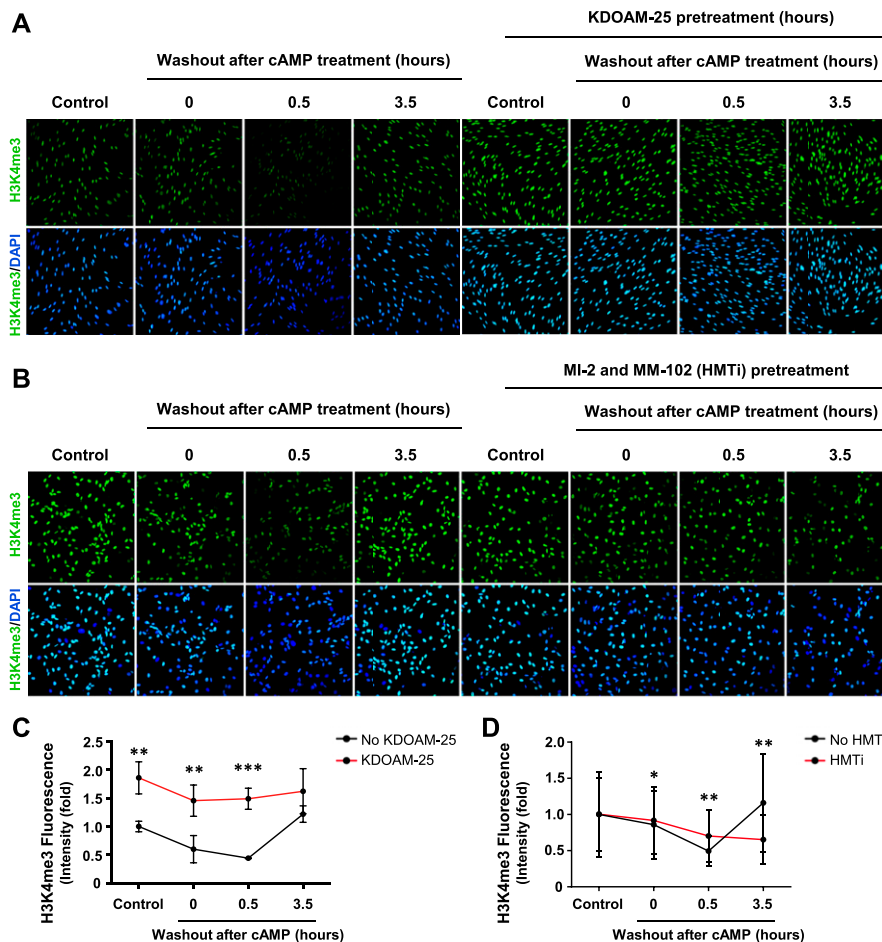 A
KDOAM-25 pretreatment (hours)
Washout after cAMP treatment (hours)
Washout after cAMP treatment (hours)
Control 0 0.5 3.5 Control 0 0.5 3.5
H3K4me3
H3K4me3/DAPI
B
MI-2 and MM-102 (HMTi) pretreatment
Washout after cAMP treatment (hours)
Washout after cAMP treatment (hours)
Control 0 0.5 3.5 Control 0 0.5 3.5
H3K4me3
H3K4me3/DAPI
C
H3K4me3 Fluorescence
(Intensity (fold)
2.5
2.0
1.5
1.0
0.5
0
** ** ***
No KDOAM-25
KDOAM-25
Control 0 0.5 3.5
Washout after cAMP (hours)
D
H3K4me3 Fluorescence
(Intensity (fold)
2.5
2.0
1.5
1.0
0.5
0
* ** **
No HMT
HMTi
Control 0 0.5 3.5
Washout after cAMP (hours)